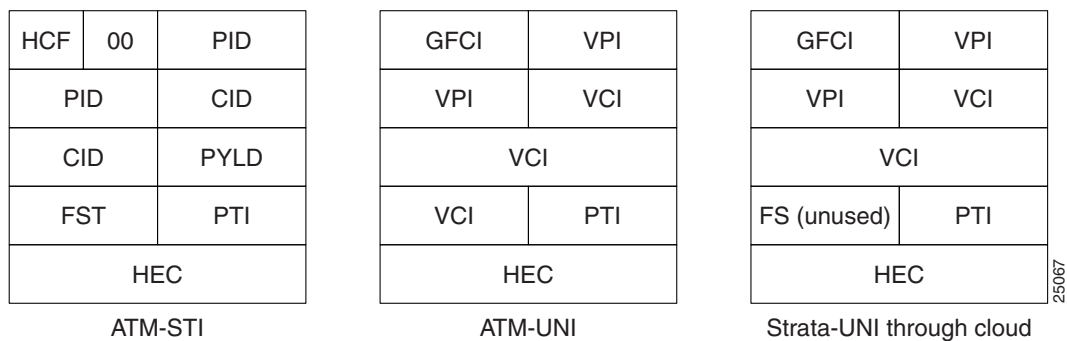 HCF 00 PID
PID CID
CID PYLD
FST PTI
HEC
ATM-STI
GFCI VPI
VPI VCI
VCI
VCI PTI
HEC
ATM-UNI
GFCI VPI
VPI VCI
VCI
FS (unused) PTI
HEC
Strata-UNI through cloud
25067